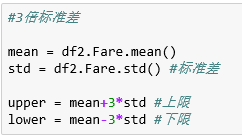 #3倍标准差
mean = df2.Fare.mean()
std = df2.Fare.std() #标准差
upper = mean+3*std #上限
lower = mean-3*std #下限